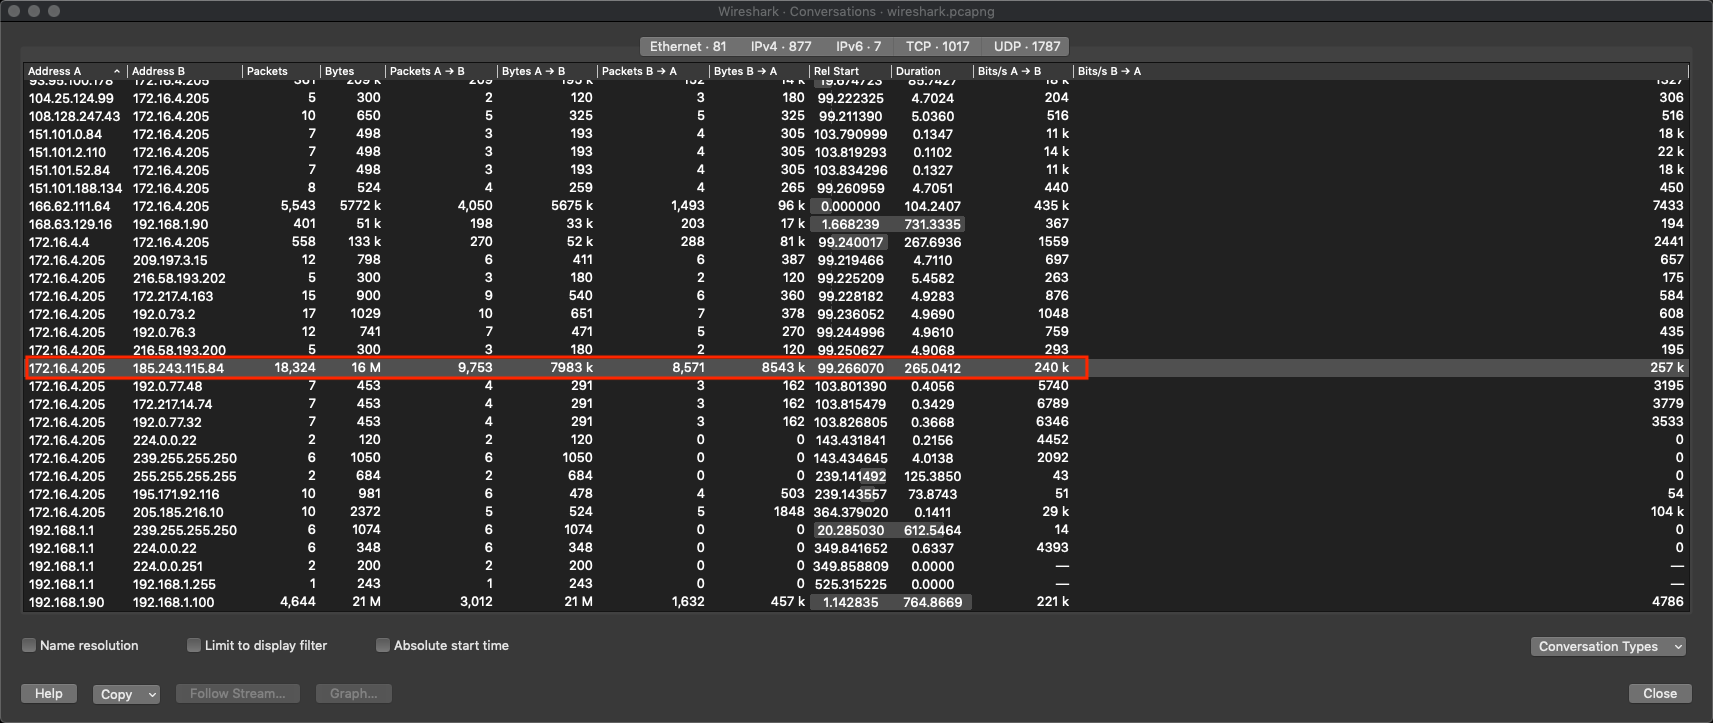 Wireshark · Conversations · wireshark.pcapng
Ethernet · 81 IPv4 · 877 IPv6 · 7 TCP · 1017 UDP · 1787
Address A Address B Packets Bytes Packets A → B Bytes A → B Packets B → A Bytes B → A Rel Start Duration Bits/s A → B Bits/s B → A
93.95.100.178 172.16.4.205 361 209 k 209 195 k 152 14 k 19.674723 85.7427 18 k 1327
104.25.124.99 172.16.4.205 5 300 2 120 3 180 99.222325 4.7024 204 306
108.128.247.43 172.16.4.205 10 650 5 325 5 325 99.211390 5.0360 516 516
151.101.0.84 172.16.4.205 7 498 3 193 4 305 103.790999 0.1347 11 k 18 k
151.101.2.110 172.16.4.205 7 498 3 193 4 305 103.819293 0.1102 14 k 22 k
151.101.52.84 172.16.4.205 7 498 3 193 4 305 103.834296 0.1327 11 k 18 k
151.101.188.134 172.16.4.205 8 524 4 259 4 265 99.260959 4.7051 440 450
166.62.111.64 172.16.4.205 5,543 5772 k 4,050 5675 k 1,493 96 k 0.000000 104.2407 435 k 7433
168.63.129.16 192.168.1.90 401 51 k 198 33 k 203 17 k 1.668239 731.3335 367 194
172.16.4.4 172.16.4.205 558 133 k 270 52 k 288 81 k 99.240017 267.6936 1559 2441
172.16.4.205 209.197.3.15 12 798 6 411 6 387 99.219466 4.7110 697 657
172.16.4.205 216.58.193.202 5 300 3 180 2 120 99.225209 5.4582 263 175
172.16.4.205 172.217.4.163 15 900 9 540 6 360 99.228182 4.9283 876 584
172.16.4.205 192.0.73.2 17 1029 10 651 7 378 99.236052 4.9690 1048 608
172.16.4.205 192.0.76.3 12 741 7 471 5 270 99.244996 4.9610 759 435
172.16.4.205 216.58.193.200 5 300 3 180 2 120 99.250627 4.9068 293 195
172.16.4.205 185.243.115.84 18,324 16 M 9,753 7983 k 8,571 8543 k 99.266070 265.0412 240 k 257 k
172.16.4.205 192.0.77.48 7 453 4 291 3 162 103.801390 0.4056 5740 3195
172.16.4.205 172.217.14.74 7 453 4 291 3 162 103.815479 0.3429 6789 3779
172.16.4.205 192.0.77.32 7 453 4 291 3 162 103.826805 0.3668 6346 3533
172.16.4.205 224.0.0.22 2 120 2 120 0 0 143.431841 0.2156 4452 0
172.16.4.205 239.255.255.250 6 1050 6 1050 0 0 143.434645 4.0138 2092 0
172.16.4.205 255.255.255.255 2 684 2 684 0 0 239.141492 125.3850 43 0
172.16.4.205 195.171.92.116 10 981 6 478 4 503 239.143557 73.8743 51 54
172.16.4.205 205.185.216.10 10 2372 5 524 5 1848 364.379020 0.1411 29 k 104 k
192.168.1.1 239.255.255.250 6 1074 6 1074 0 0 20.285030 612.5464 14 0
192.168.1.1 224.0.0.22 6 348 6 348 0 0 349.841652 0.6337 4393 0
192.168.1.1 224.0.0.251 2 200 2 200 0 0 349.858809 0.0000 — —
192.168.1.1 192.168.1.255 1 243 1 243 0 0 525.315225 0.0000 — —
192.168.1.90 192.168.1.100 4,644 21 M 3,012 21 M 1,632 457 k 1.142835 764.8669 221 k 4786
Name resolution Limit to display filter Absolute start time Conversation Types
Help Copy Follow Stream... Graph... Close